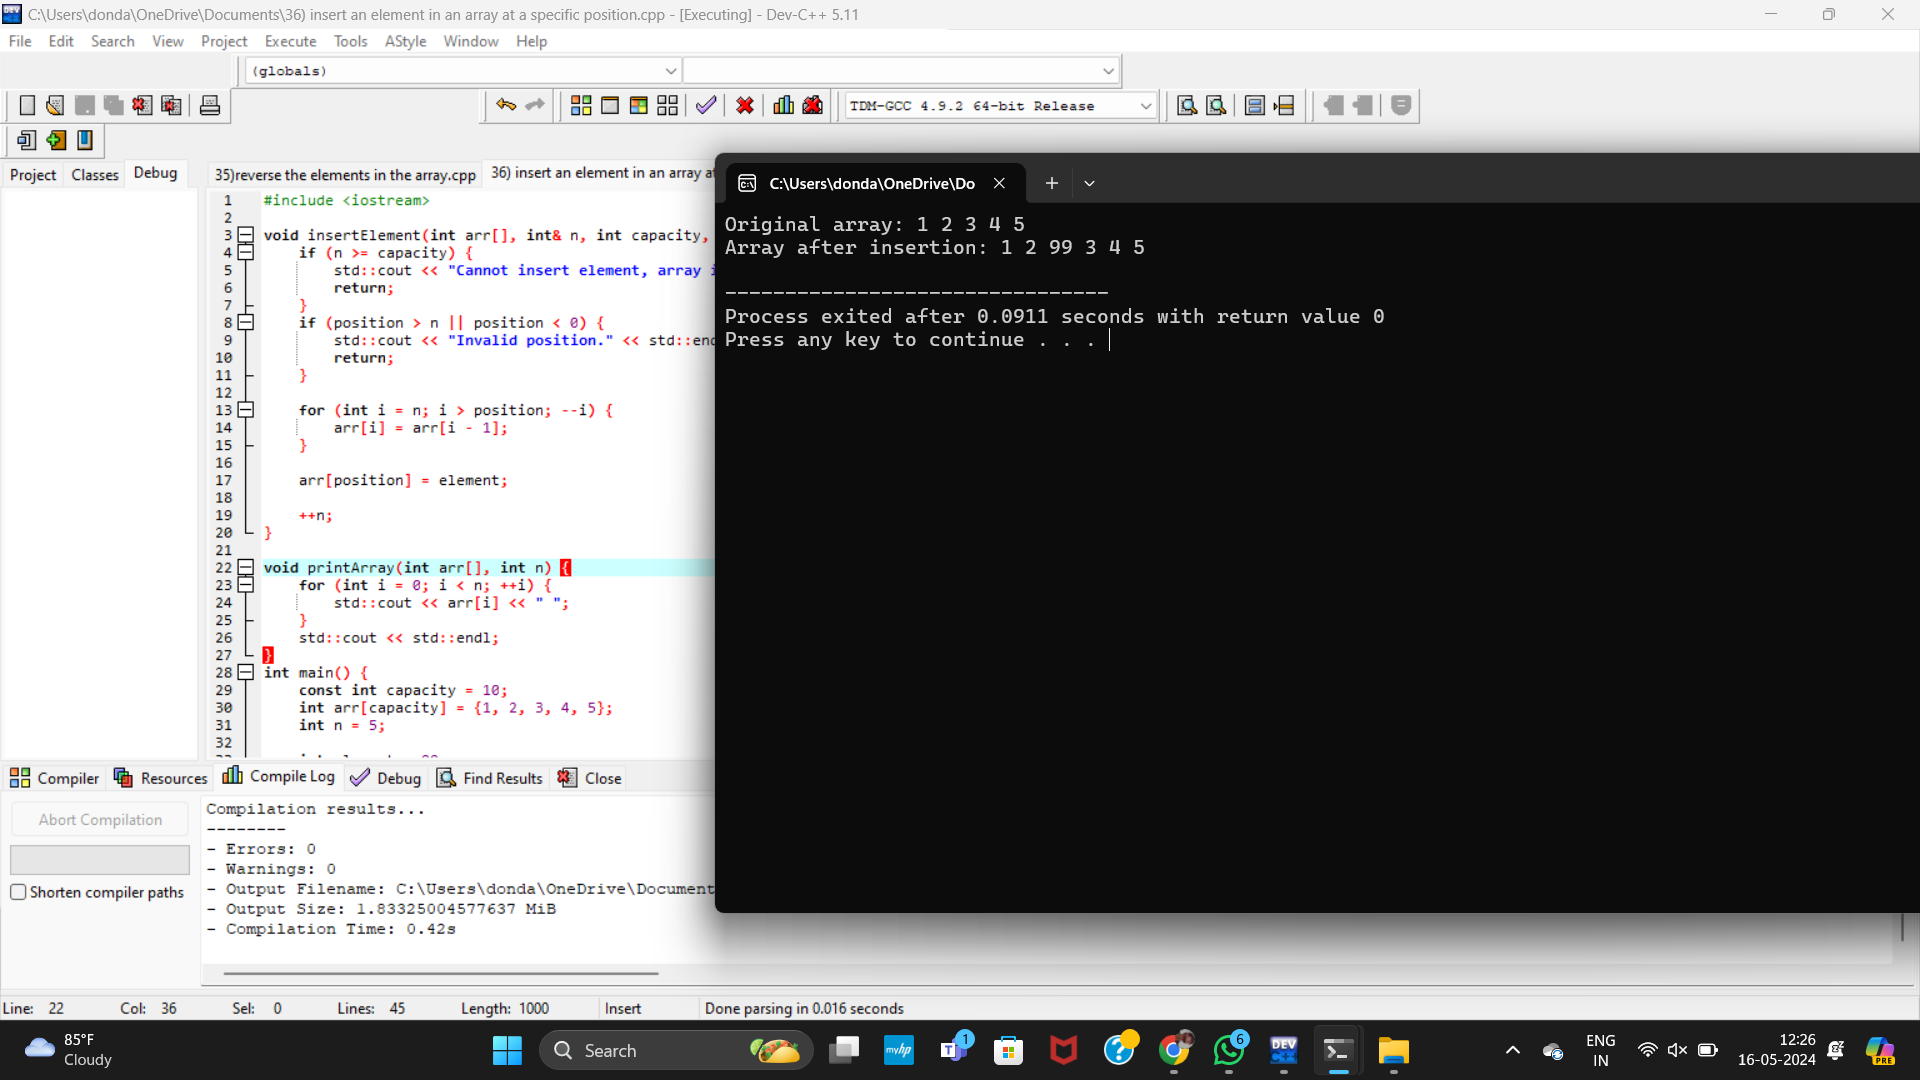 C:\Users\donda\OneDrive\Documents\36) insert an element in an array at a specific position.cpp - [Executing] - Dev-C++ 5.11
File Edit Search View Project Execute Tools AStyle Window Help
(globals)
TDM-GCC 4.9.2 64-bit Release
Project Classes Debug
35)reverse the elements in the array.cpp 36) insert an element in an array
1 #include <iostream>
2
3 void insertElement(int arr[], int& n, int capacity,
4 if (n >= capacity) {
5 std::cout << "Cannot insert element, array
6 return;
7 }
8 if (position > n || position < 0) {
9 std::cout << "Invalid position." << std::
10 return;
11 }
12
13 for (int i = n; i > position; --i) {
14 arr[i] = arr[i - 1];
15 }
16
17 arr[position] = element;
18
19 ++n;
20 }
21
22 void printArray(int arr[], int n) {
23 for (int i = 0; i < n; ++i) {
24 std::cout << arr[i] << " ";
25 }
26 std::cout << std::endl;
27 }
28 int main() {
29 const int capacity = 10;
30 int arr[capacity] = {1, 2, 3, 4, 5};
31 int n = 5;
32
C:\Users\donda\OneDrive\Do
Original array: 1 2 3 4 5
Array after insertion: 1 2 99 3 4 5
--------------------------------
Process exited after 0.0911 seconds with return value 0
Press any key to continue . . .
Compiler Resources Compile Log Debug Find Results Close
Abort Compilation
Shorten compiler paths
Compilation results...
--------
- Errors: 0
- Warnings: 0
- Output Filename: C:\Users\donda\OneDrive\Document
- Output Size: 1.83325004577637 MiB
- Compilation Time: 0.42s
Line: 22 Col: 36 Sel: 0 Lines: 45 Length: 1000 Insert Done parsing in 0.016 seconds
85°F
Cloudy
Search
myhp
1
6
DEV
ENG
IN
12:26
16-05-2024
PRE